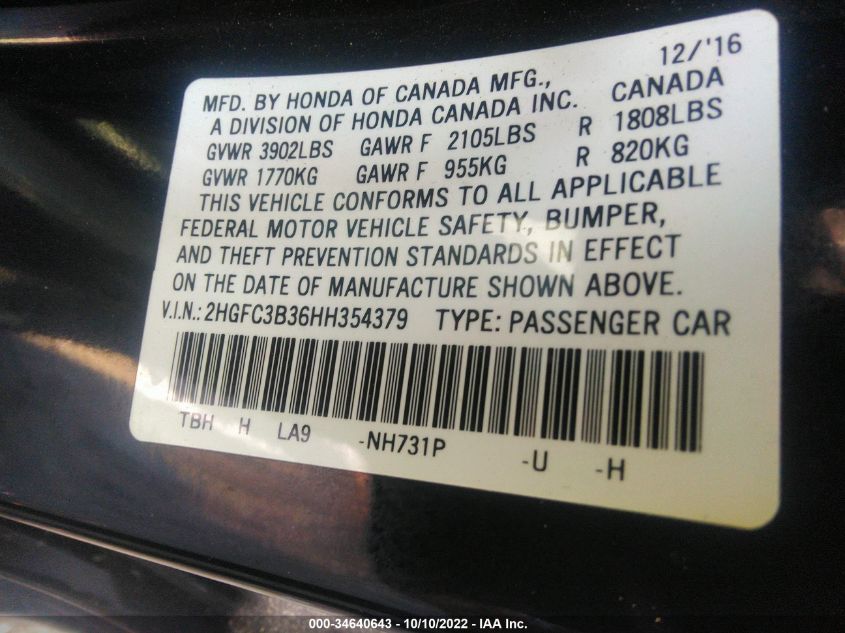 12/'16
MFD. BY HONDA OF CANADA MFG.,
A DIVISION OF HONDA CANADA INC. CANADA
GVWR 3902LBS GAWR F 2105LBS R 1808LBS
GVWR 1770KG GAWR F 955KG R 820KG
THIS VEHICLE CONFORMS TO ALL APPLICABLE
FEDERAL MOTOR VEHICLE SAFETY, BUMPER,
AND THEFT PREVENTION STANDARDS IN EFFECT
ON THE DATE OF MANUFACTURE SHOWN ABOVE.
V.I.N.: 2HGFC3B36HH354379 TYPE: PASSENGER CAR
TBH H LA9 -NH731P -U -H
000-34640643 - 10/10/2022 - IAA Inc.